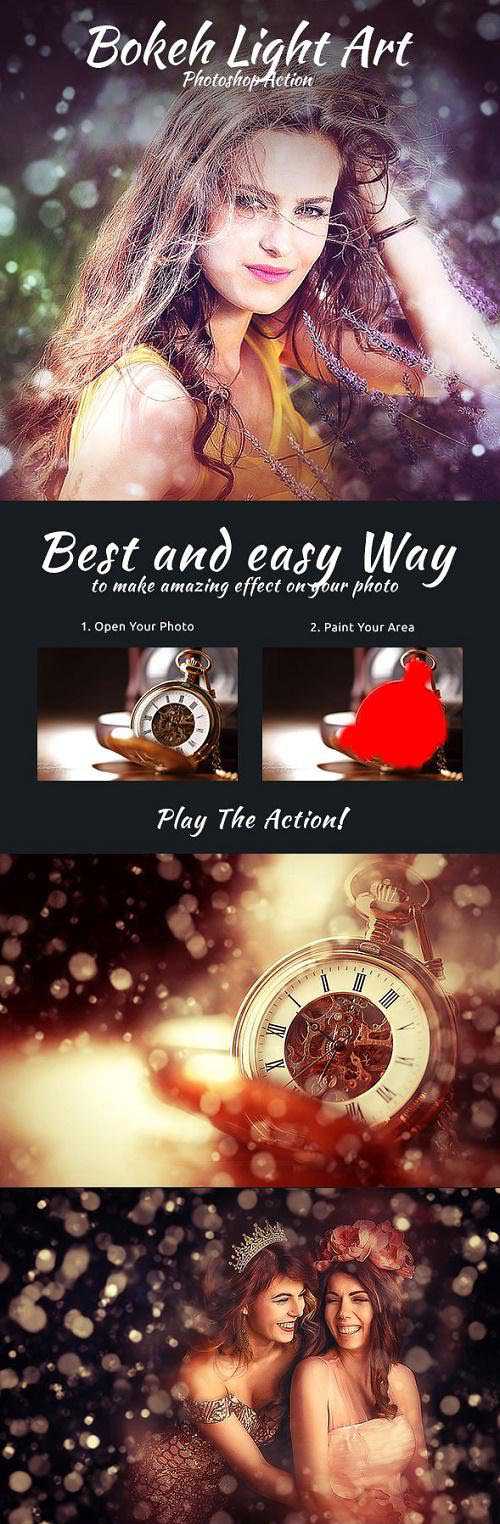 Bokeh Light Art
Photoshop Action
Best and easy Way
to make amazing effect on your photo
1. Open Your Photo
2. Paint Your Area
Play The Action!